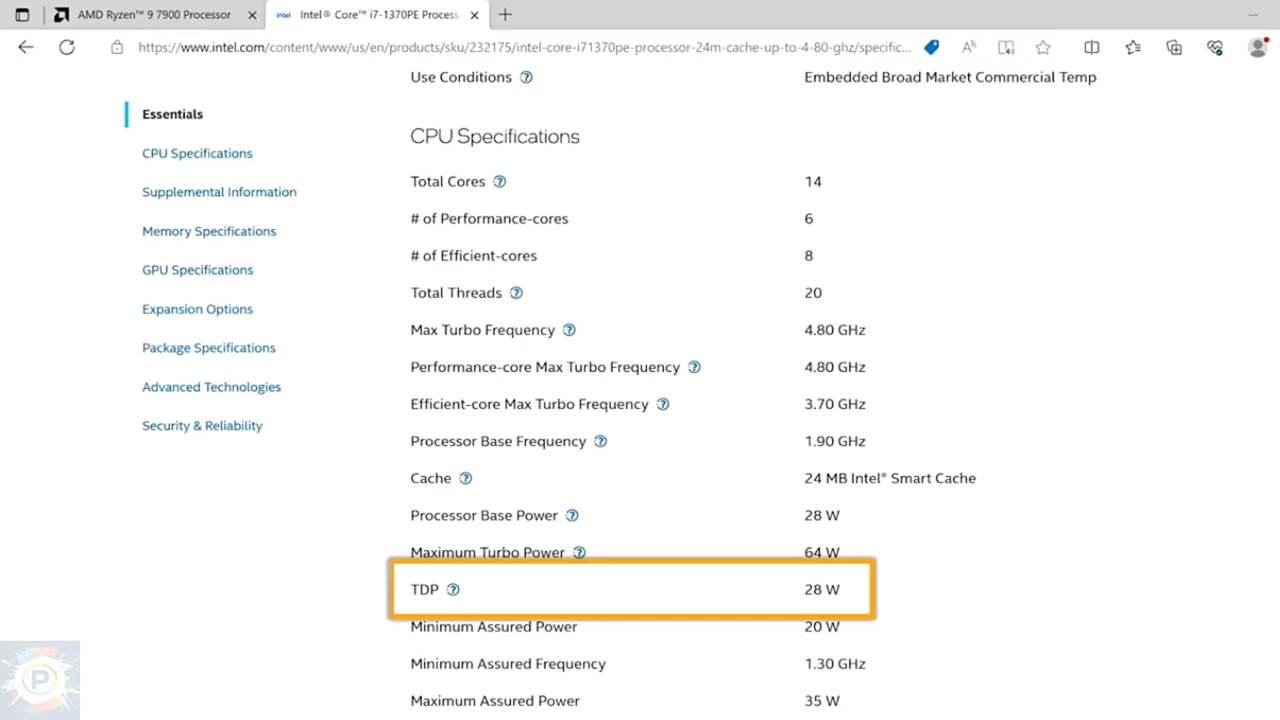 AMD Ryzen™ 9 7900 Processor
intel Intel® Core™ i7-1370PE Process
https://www.intel.com/content/www/us/en/products/sku/232175/intel-core-i71370pe-processor-24m-cache-up-to-4-80-ghz/specific...
Use Conditions ? Embedded Broad Market Commercial Temp
Essentials
CPU Specifications
Supplemental Information
Memory Specifications
GPU Specifications
Expansion Options
Package Specifications
Advanced Technologies
Security & Reliability
CPU Specifications
Total Cores ? 14
# of Performance-cores 6
# of Efficient-cores 8
Total Threads ? 20
Max Turbo Frequency ? 4.80 GHz
Performance-core Max Turbo Frequency ? 4.80 GHz
Efficient-core Max Turbo Frequency ? 3.70 GHz
Processor Base Frequency ? 1.90 GHz
Cache ? 24 MB Intel® Smart Cache
Processor Base Power ? 28 W
Maximum Turbo Power ? 64 W
TDP ? 28 W
Minimum Assured Power 20 W
Minimum Assured Frequency 1.30 GHz
Maximum Assured Power 35 W
P